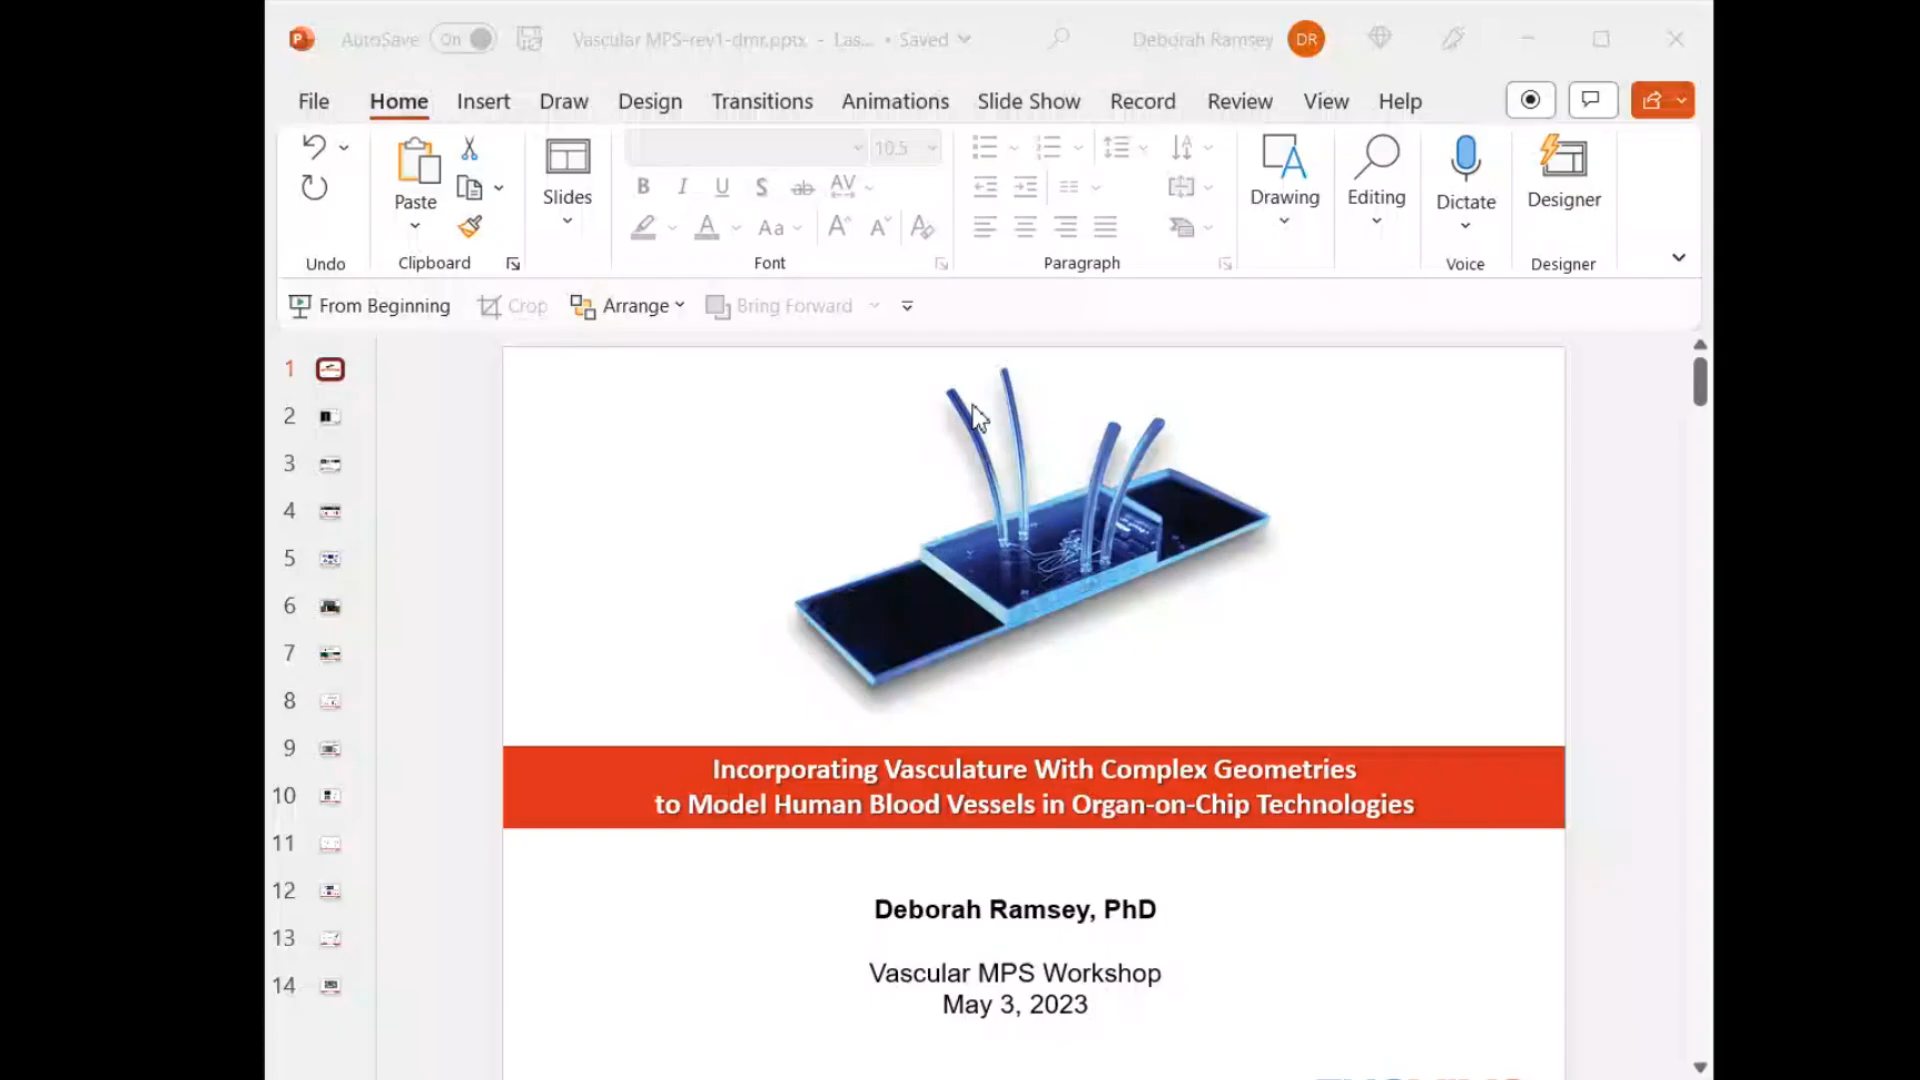 AutoSave On Vascular MPS-rev1-dmr.pptx - Las... • Saved Deborah Ramsey DR
File Home Insert Draw Design Transitions Animations Slide Show Record Review View Help
10.5
Paste Slides Drawing Editing Dictate Designer
B I U S ab AV
A Aa A A A
Undo Clipboard Font Paragraph Voice Designer
From Beginning Crop Arrange Bring Forward
1
2
3
4
5
6
7
8
9
10
11
12
13
14
Incorporating Vasculature With Complex Geometries
to Model Human Blood Vessels in Organ-on-Chip Technologies
Deborah Ramsey, PhD
Vascular MPS Workshop
May 3, 2023